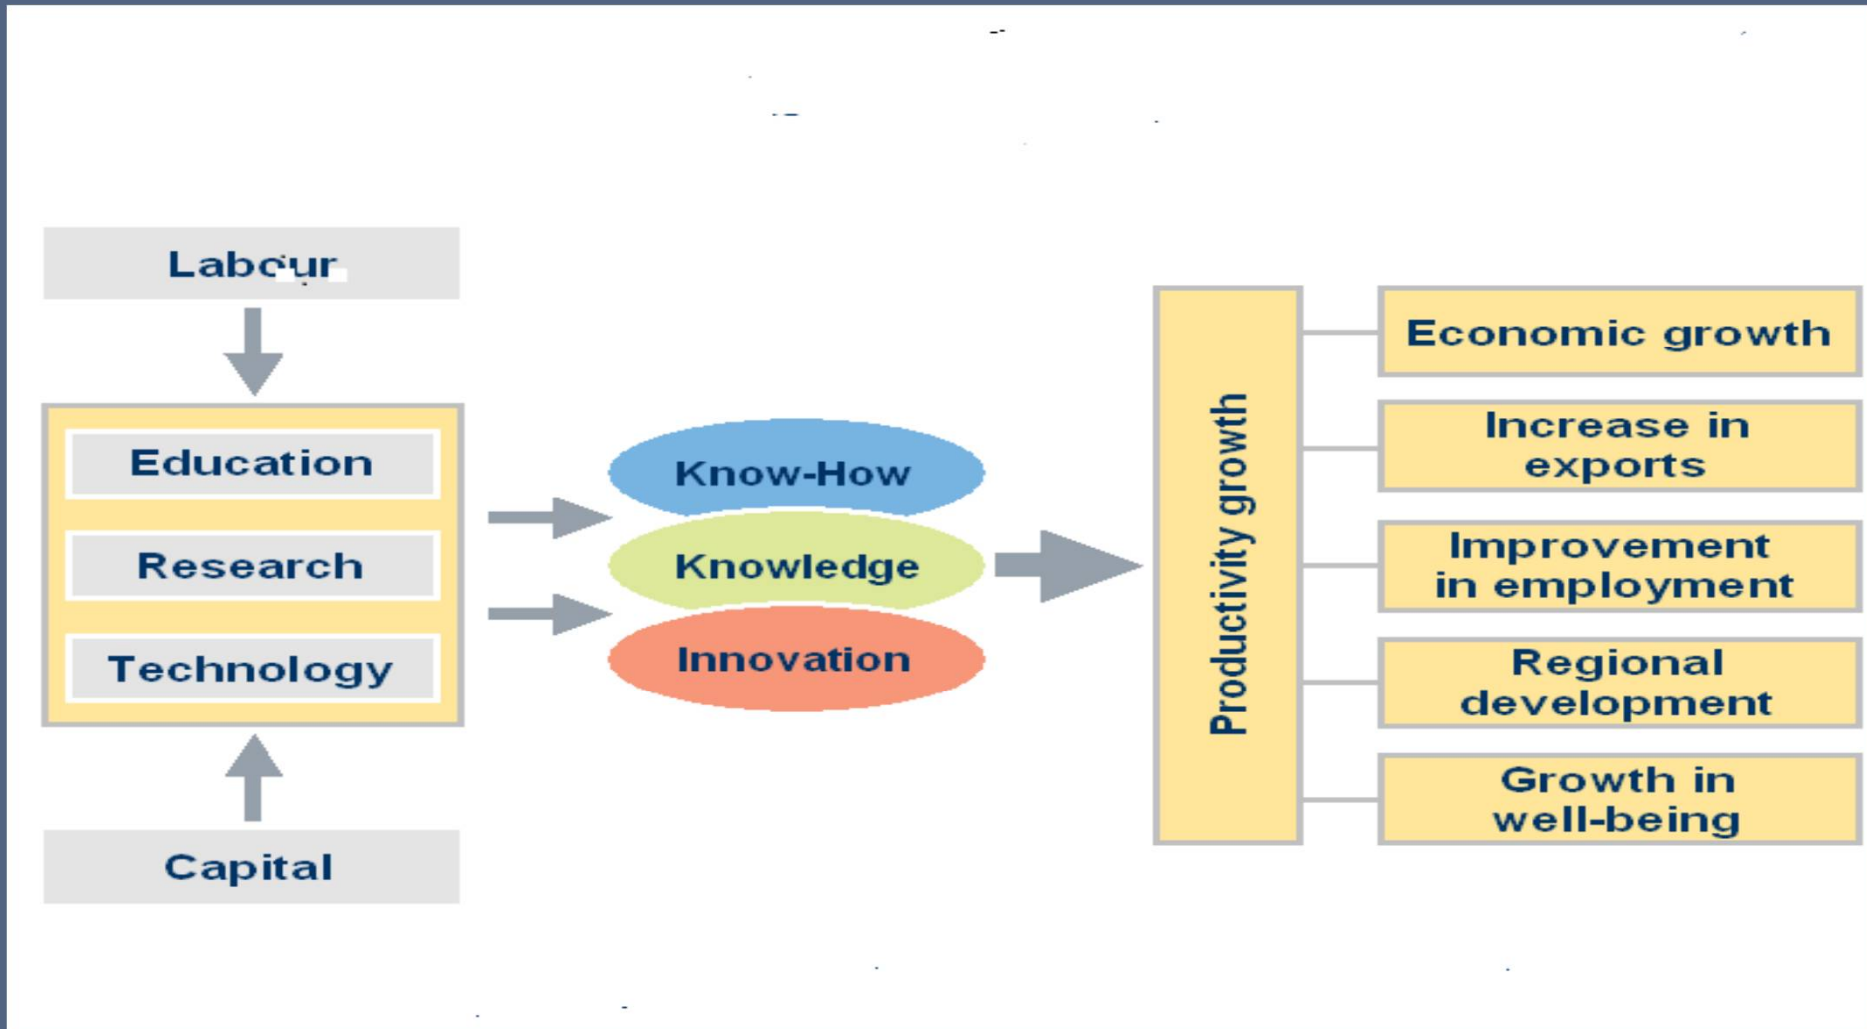 Labour
Education
Research
Technology
Capital
Know-How
Knowledge
Innovation
Productivity growth
Economic growth
Increase in
exports
Improvement
in employment
Regional
development
Growth in
well-being